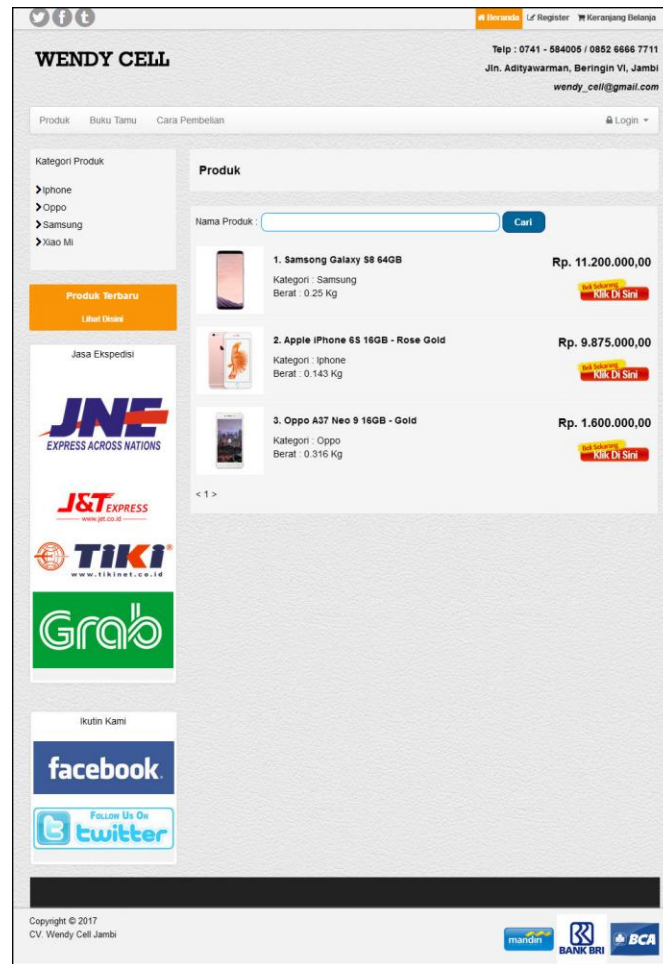 Beranda Register Keranjang Belanja
WENDY CELL
Telp : 0741 - 584005 / 0852 6666 7711
Jln. Adityawarman, Beringin VI, Jambi
wendy_cell@gmail.com
Produk Buku Tamu Cara Pembelian Login
Kategori Produk
Iphone
Oppo
Samsung
Xiao Mi
Produk Terbaru
Lihat Disini
Jasa Ekspedisi
JNE
EXPRESS ACROSS NATIONS
J&T EXPRESS
www.jet.co.id
TIKI
www.tikinet.co.id
Grab
Ikutin Kami
facebook.
Follow Us On
twitter
Produk
Nama Produk : Cari
1. Samsong Galaxy S8 64GB
Kategori : Samsung
Berat : 0.25 Kg
Rp. 11.200.000,00
Beli Sekarang
Klik Di Sini
2. Apple iPhone 6S 16GB - Rose Gold
Kategori : Iphone
Berat : 0.143 Kg
Rp. 9.875.000,00
Beli Sekarang
Klik Di Sini
3. Oppo A37 Neo 9 16GB - Gold
Kategori : Oppo
Berat : 0.316 Kg
Rp. 1.600.000,00
Beli Sekarang
Klik Di Sini
< 1 >
Copyright © 2017
CV. Wendy Cell Jambi
mandiri
BANK BRI
BCA